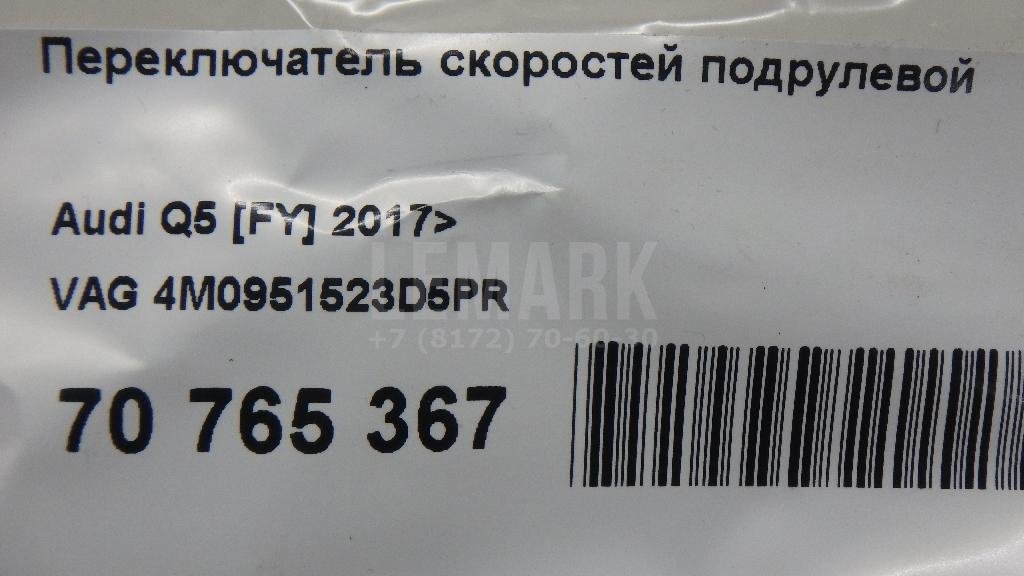 Переключатель скоростей подрулевой
Audi Q5 [FY] 2017>
VAG 4M0951523D5PR
LEMARK
+7 (8172) 70-60-30
70 765 367